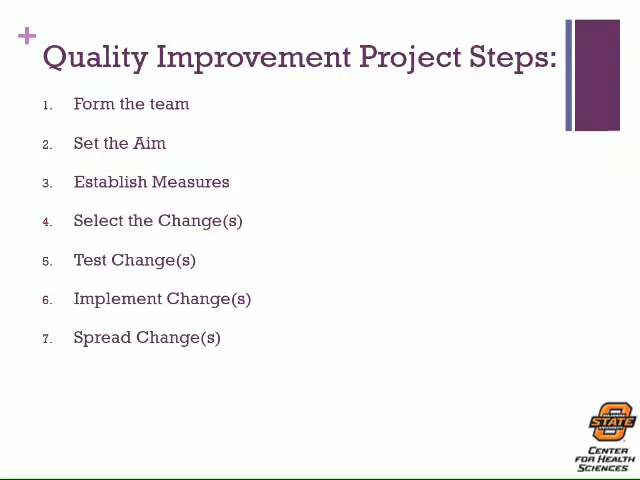 +
Quality Improvement Project Steps:
1. Form the team
2. Set the Aim
3. Establish Measures
4. Select the Change(s)
5. Test Change(s)
6. Implement Change(s)
7. Spread Change(s)
STATE
CENTER
FOR HEALTH
SCIENCES